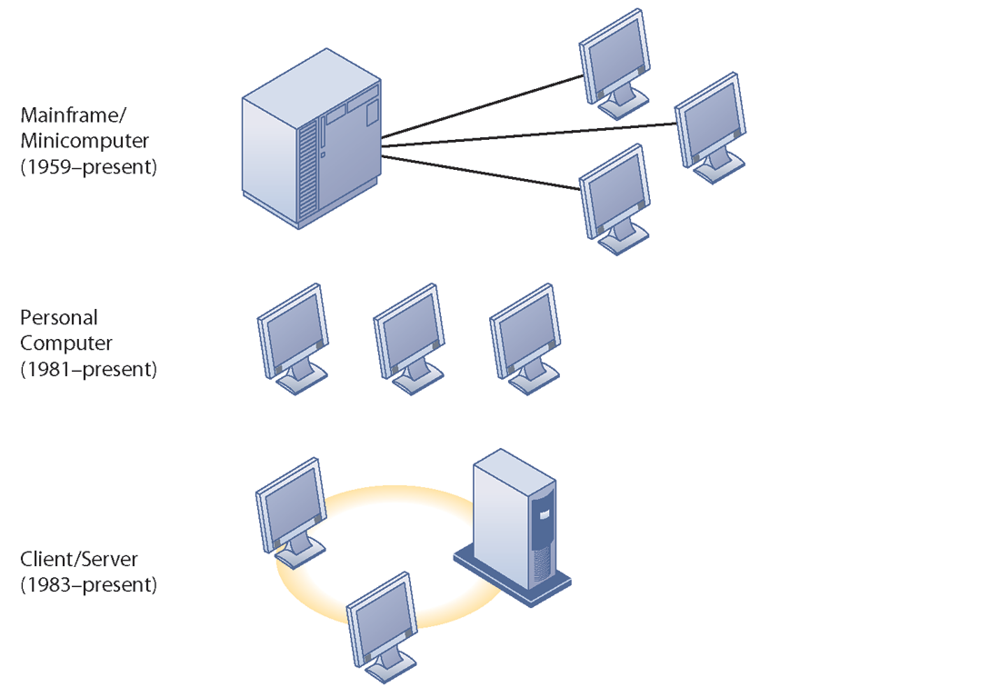 Mainframe/
Minicomputer
(1959–present)
Personal
Computer
(1981–present)
Client/Server
(1983–present)